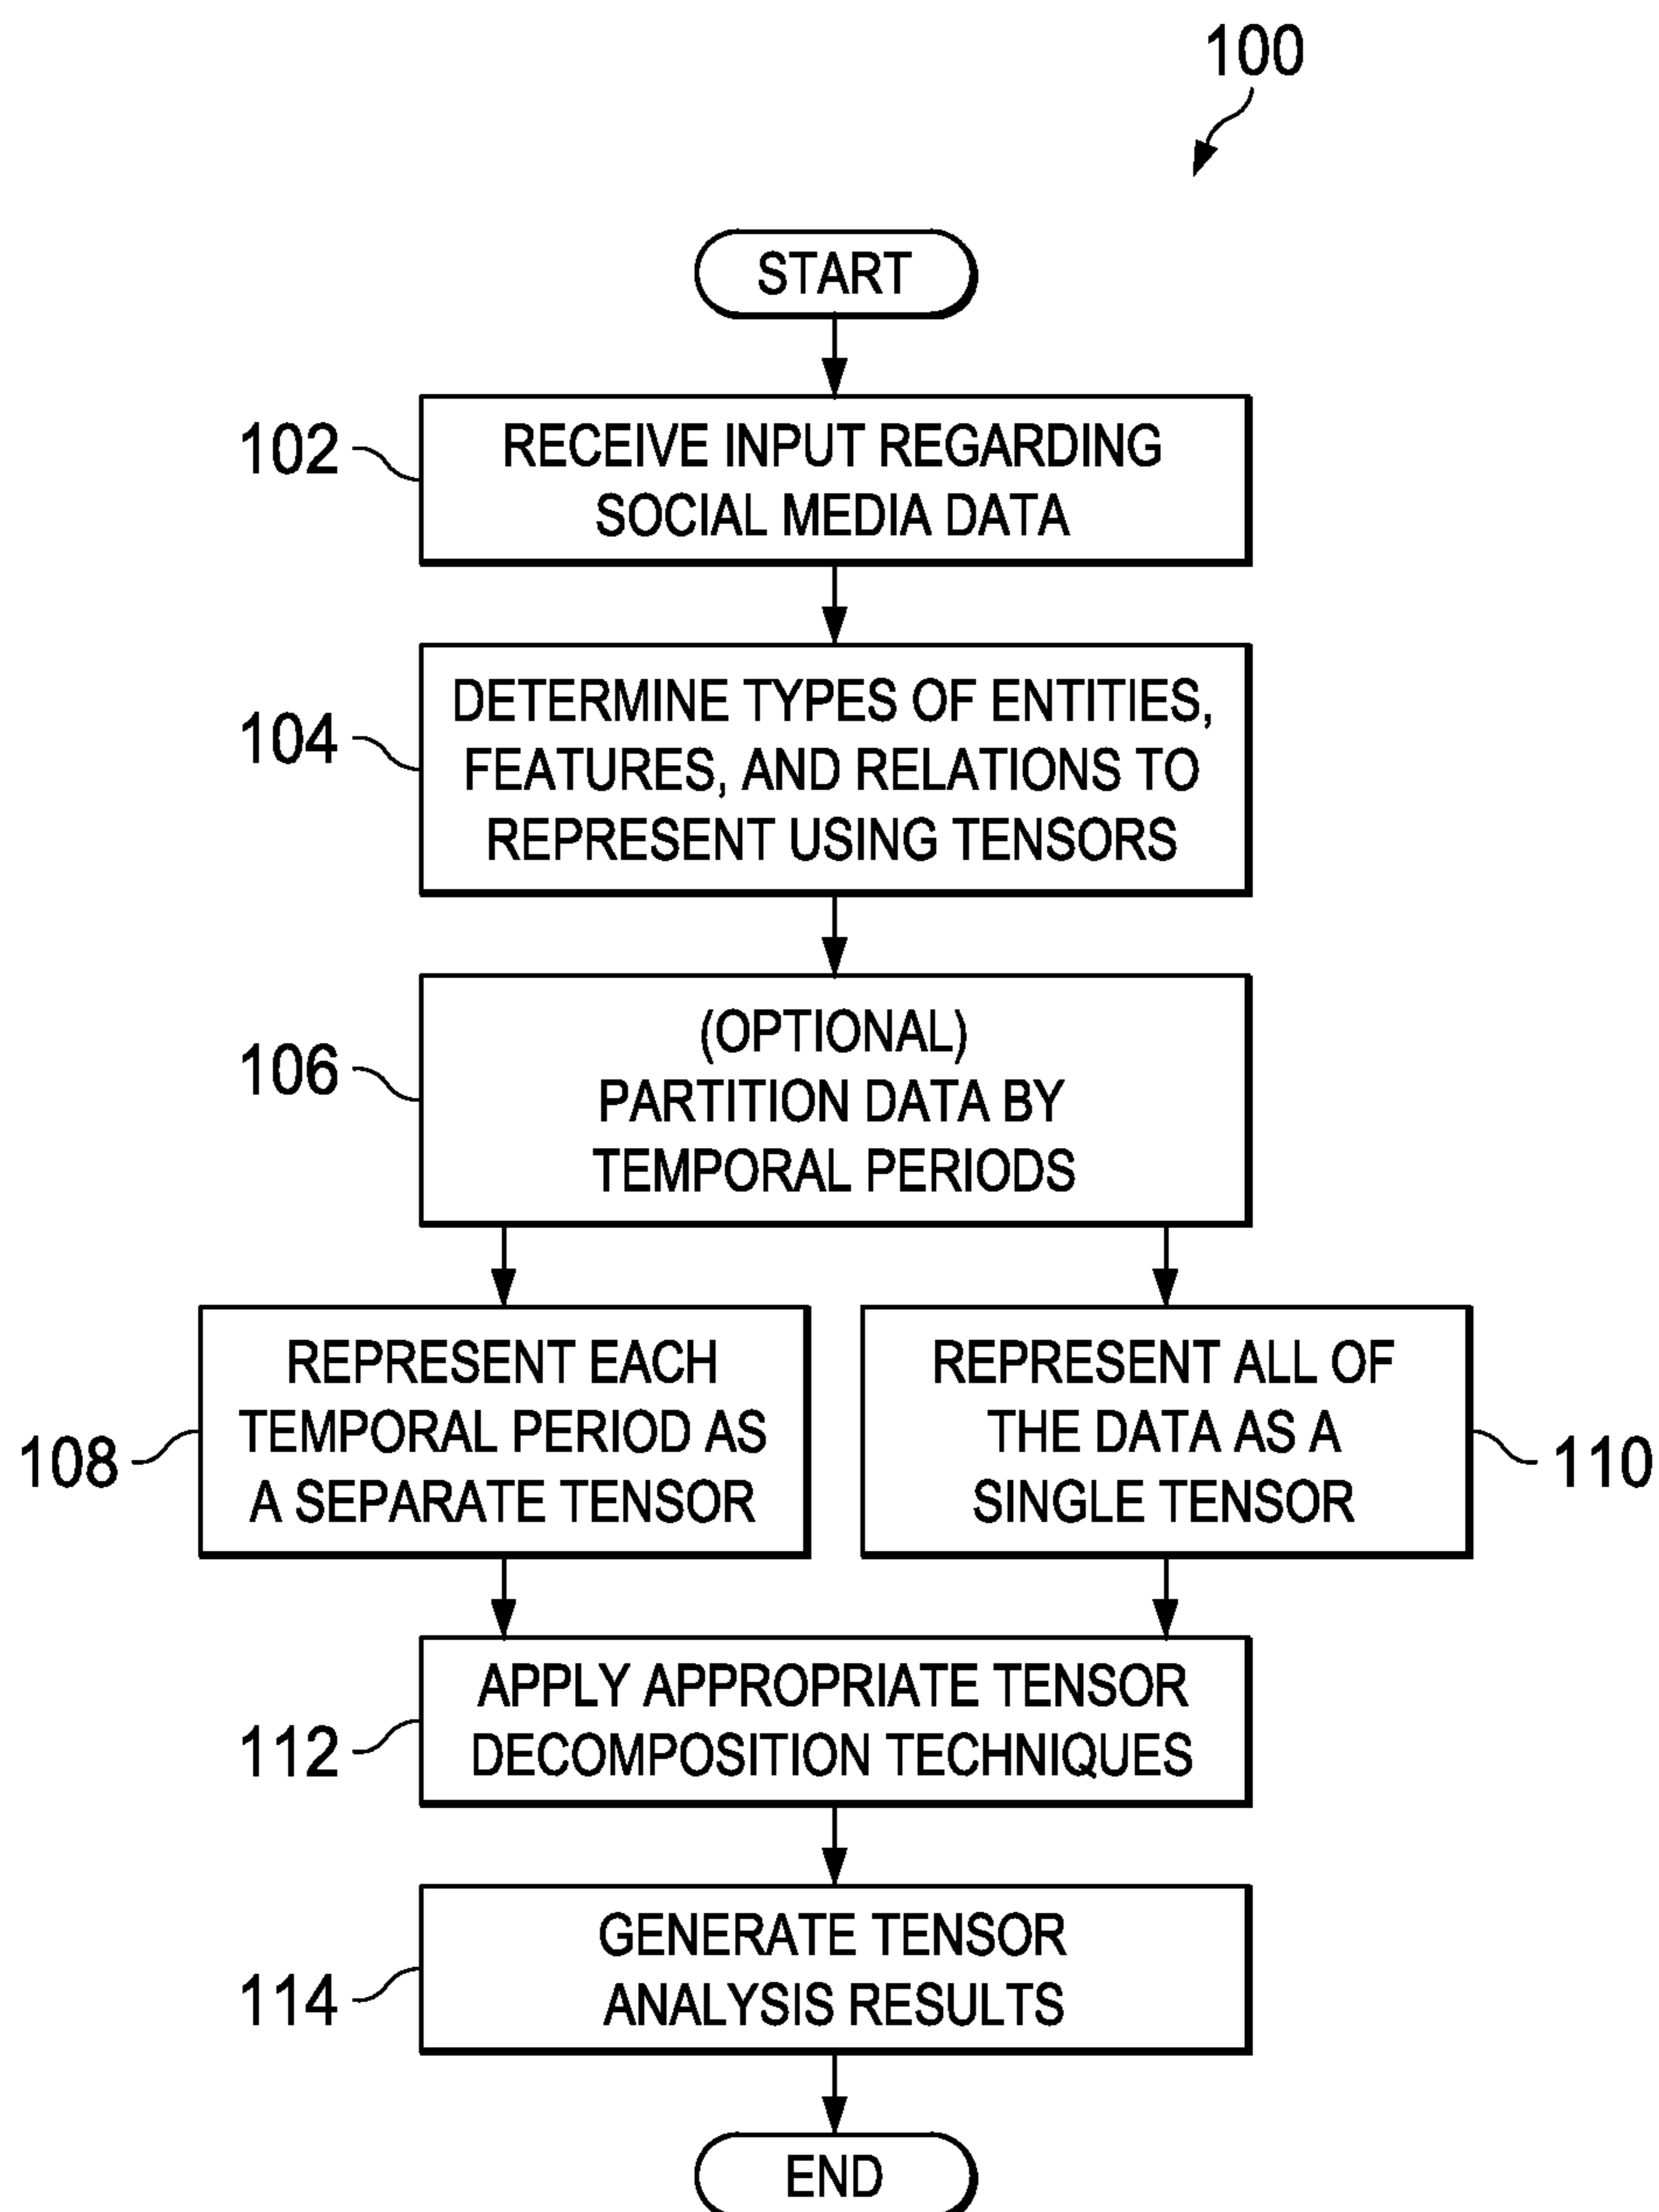 100
START
102
RECEIVE INPUT REGARDING
SOCIAL MEDIA DATA
104
DETERMINE TYPES OF ENTITIES,
FEATURES, AND RELATIONS TO
REPRESENT USING TENSORS
106
(OPTIONAL)
PARTITION DATA BY
TEMPORAL PERIODS
108
REPRESENT EACH
TEMPORAL PERIOD AS
A SEPARATE TENSOR
REPRESENT ALL OF
THE DATA AS A
SINGLE TENSOR
110
112
APPLY APPROPRIATE TENSOR
DECOMPOSITION TECHNIQUES
114
GENERATE TENSOR
ANALYSIS RESULTS
END